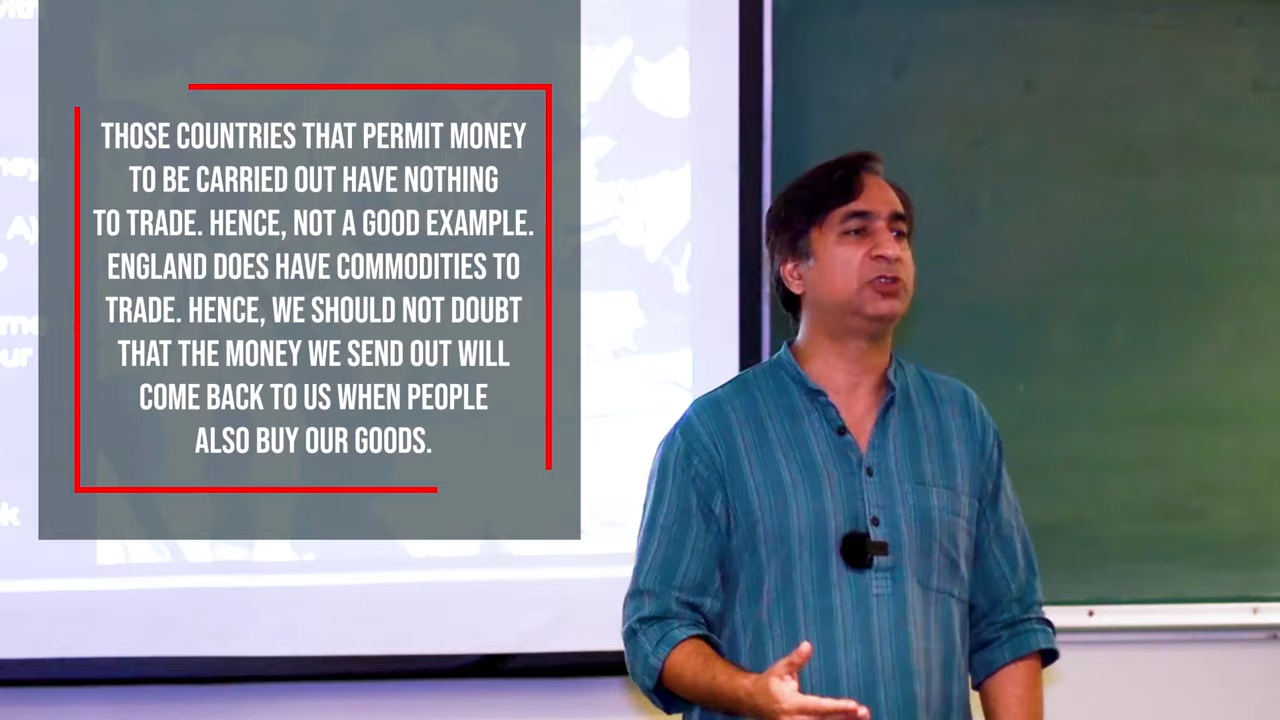 THOSE COUNTRIES THAT PERMIT MONEY
TO BE CARRIED OUT HAVE NOTHING
TO TRADE. HENCE, NOT A GOOD EXAMPLE.
ENGLAND DOES HAVE COMMODITIES TO
TRADE. HENCE, WE SHOULD NOT DOUBT
THAT THE MONEY WE SEND OUT WILL
COME BACK TO US WHEN PEOPLE
ALSO BUY OUR GOODS.